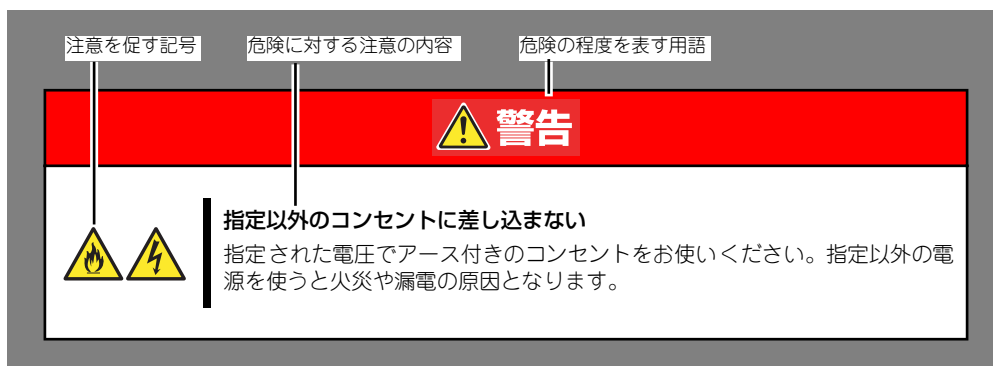 注意を促す記号
危険に対する注意の内容
危険の程度を表す用語
警告
指定以外のコンセントに差し込まない
指定された電圧でアース付きのコンセントをお使いください。指定以外の電
源を使うと火災や漏電の原因となります。